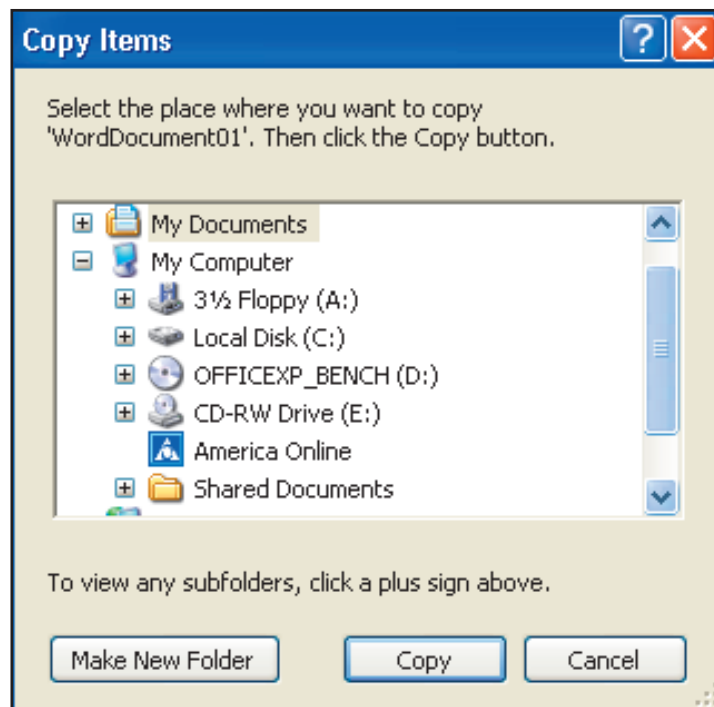 Copy Items
Select the place where you want to copy
'WordDocument01'. Then click the Copy button.
My Documents
My Computer
3½ Floppy (A:)
Local Disk (C:)
OFFICEXP_BENCH (D:)
CD-RW Drive (E:)
America Online
Shared Documents
To view any subfolders, click a plus sign above.
Make New Folder
Copy
Cancel